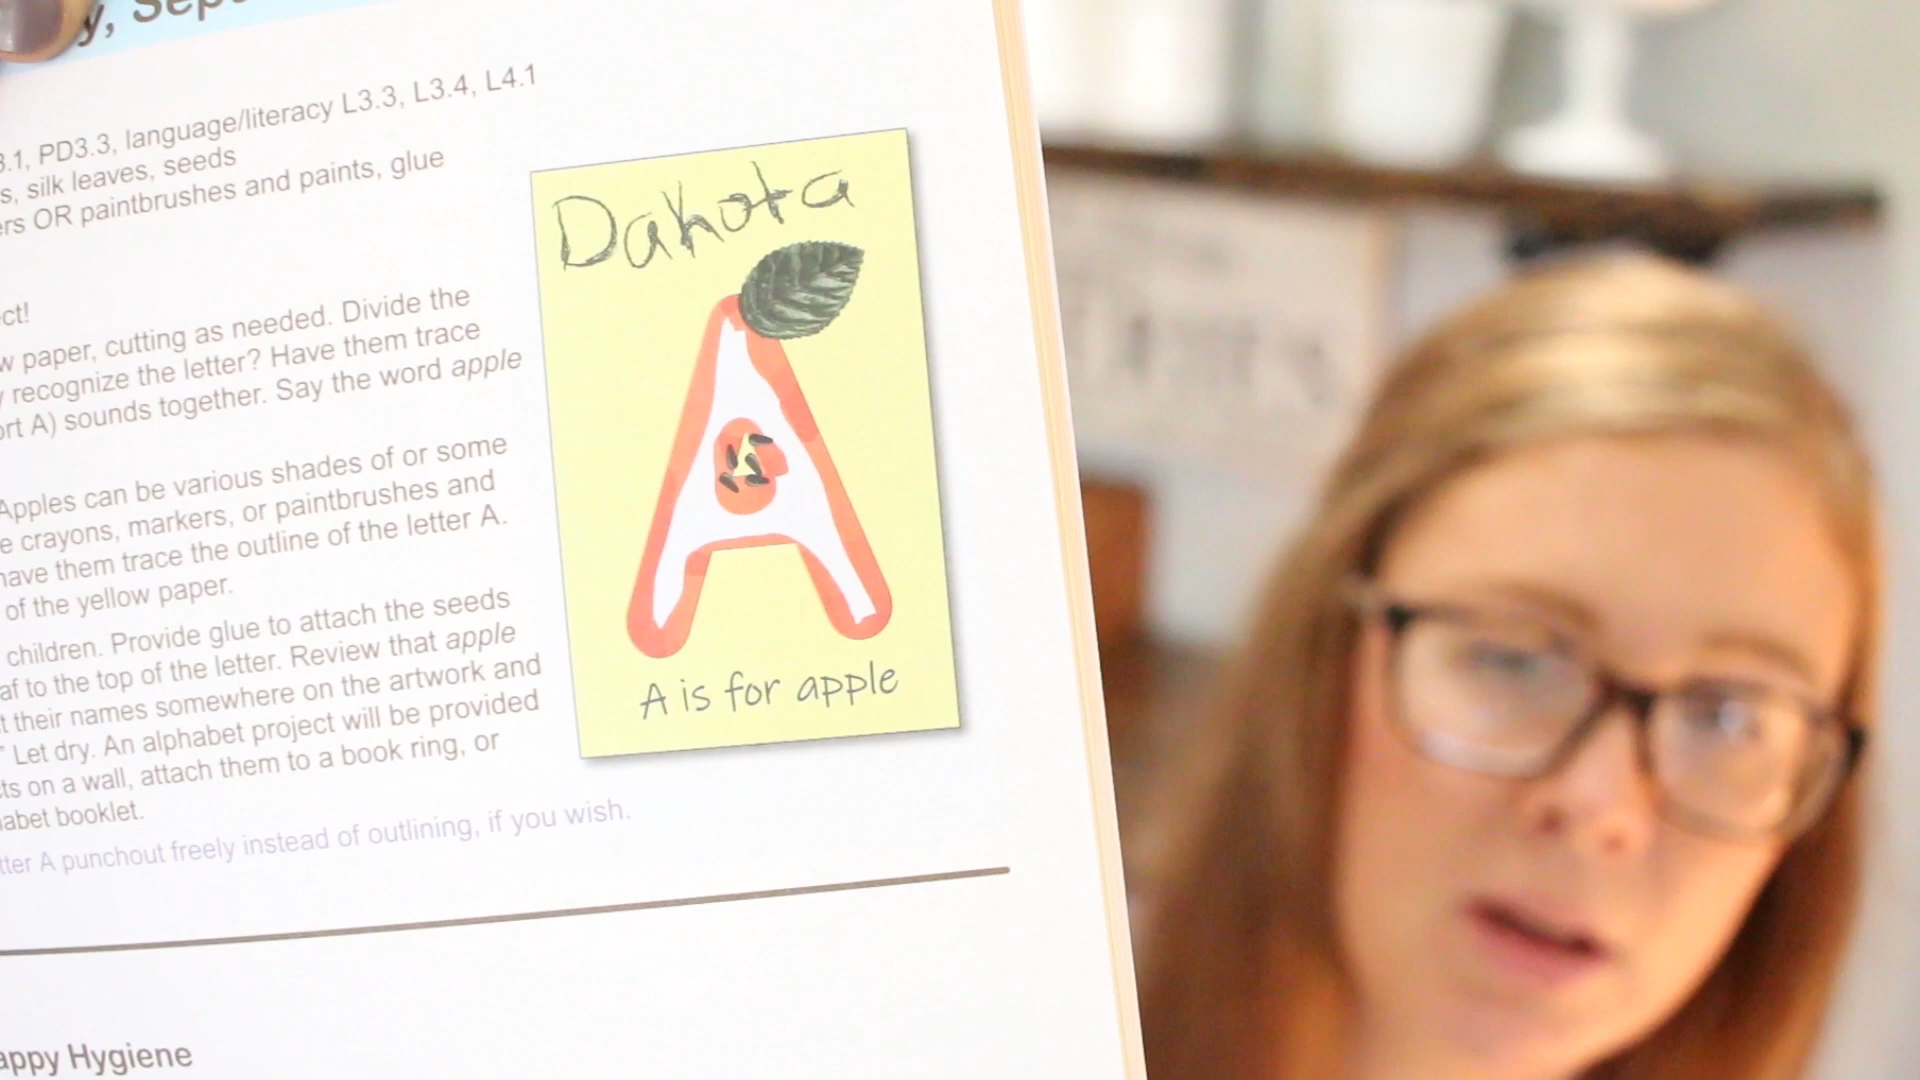 y, Sep
3.1, PD3.3, language/literacy L3.3, L3.4, L4.1
s, silk leaves, seeds
ers OR paintbrushes and paints, glue
ct!
w paper, cutting as needed. Divide the
y recognize the letter? Have them trace
ort A) sounds together. Say the word apple
Apples can be various shades of or some
e crayons, markers, or paintbrushes and
have them trace the outline of the letter A.
of the yellow paper.
children. Provide glue to attach the seeds
af to the top of the letter. Review that apple
t their names somewhere on the artwork and
" Let dry. An alphabet project will be provided
ts on a wall, attach them to a book ring, or
abet booklet.
tter A punchout freely instead of outlining, if you wish.
Dakota
A
A is for apple
appy Hygiene